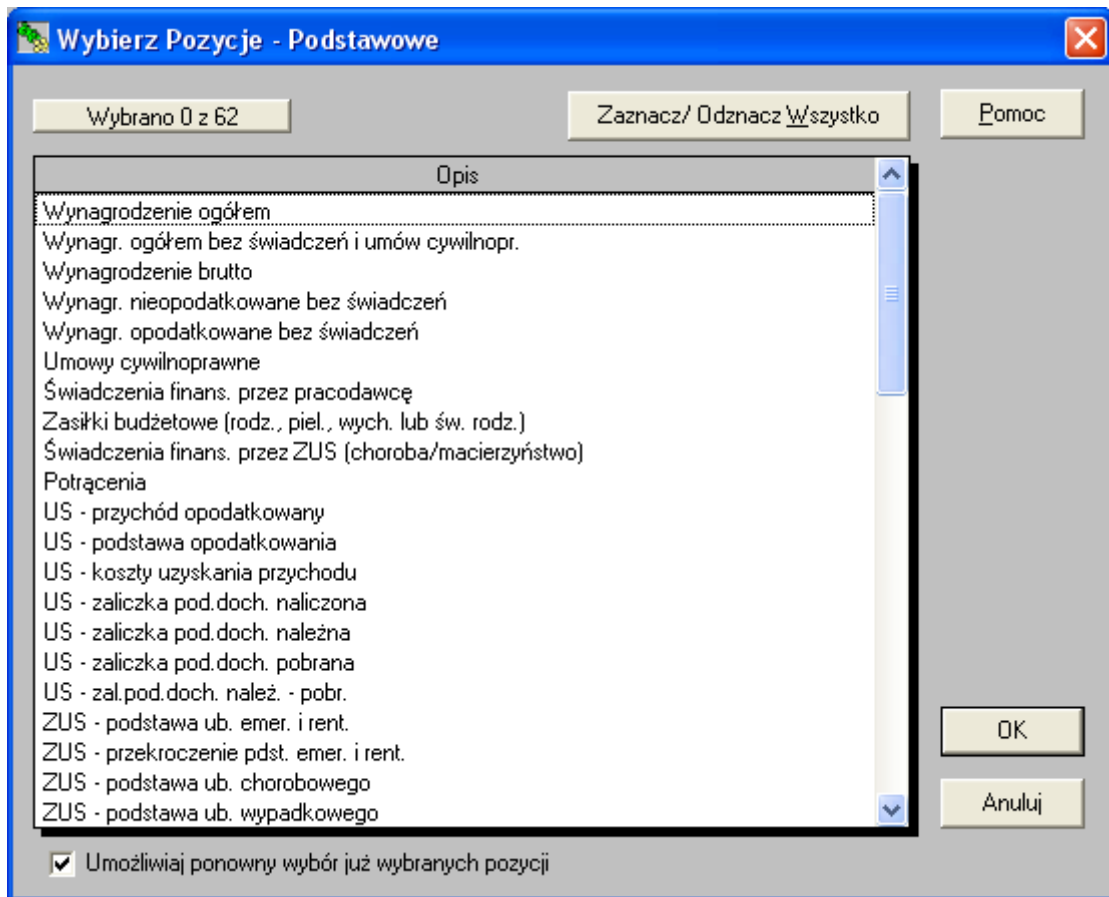 Wybierz Pozycje - Podstawowe
Wybrano 0 z 62
Zaznacz/ Odznacz Wszystko
Pomoc
Opis
Wynagrodzenie ogółem
Wynagr. ogółem bez świadczeń i umów cywilnopr.
Wynagrodzenie brutto
Wynagr. nieopodatkowane bez świadczeń
Wynagr. opodatkowane bez świadczeń
Umowy cywilnoprawne
Świadczenia finans. przez pracodawcę
Zasiłki budżetowe (rodz., piel., wych. lub św. rodz.)
Świadczenia finans. przez ZUS (choroba/macierzyństwo)
Potrącenia
US - przychód opodatkowany
US - podstawa opodatkowania
US - koszty uzyskania przychodu
US - zaliczka pod.doch. naliczona
US - zaliczka pod.doch. należna
US - zaliczka pod.doch. pobrana
US - zal.pod.doch. należ. - pobr.
ZUS - podstawa ub. emer. i rent.
ZUS - przekroczenie pdst. emer. i rent.
ZUS - podstawa ub. chorobowego
ZUS - podstawa ub. wypadkowego
OK
Anuluj
Umożliwiaj ponowny wybór już wybranych pozycji